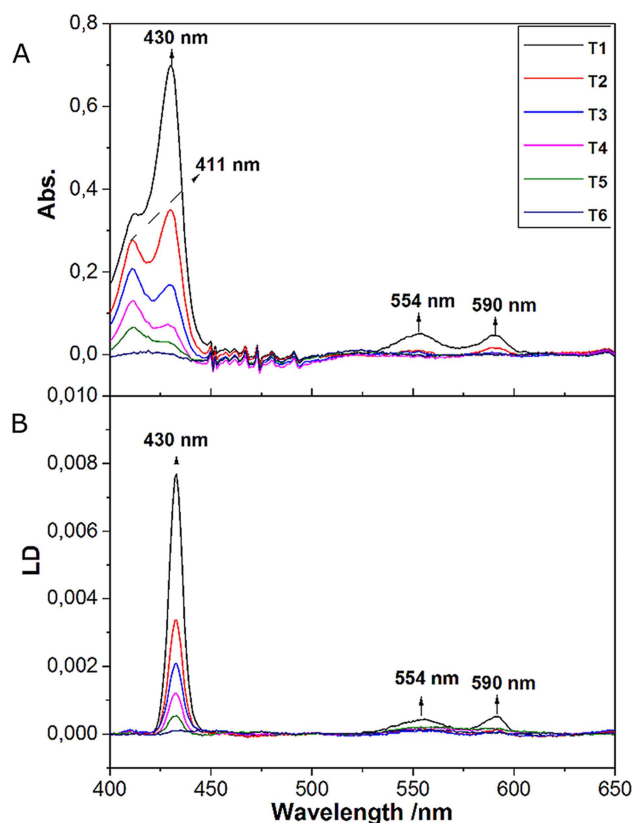 A
0,8
0,6
0,4
0,2
0,0
Abs.
430 nm
411 nm
554 nm
590 nm
T1
T2
T3
T4
T5
T6
B
0,010
0,008
0,006
0,004
0,002
0,000
LD
430 nm
554 nm
590 nm
400 450 500 550 600 650
Wavelength /nm